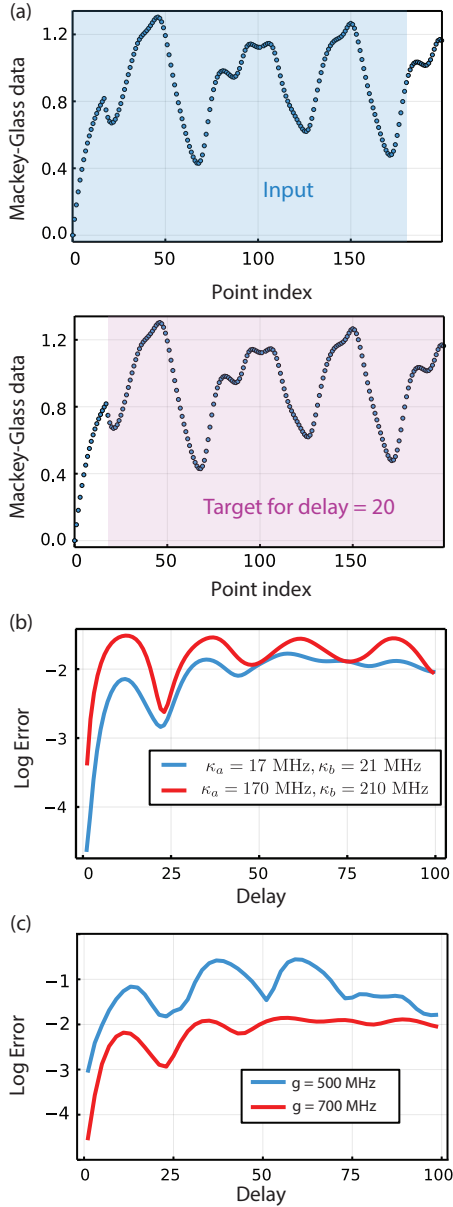 (a)
Mackey-Glass data
1.2
0.8
0.4
0.0
Input
0
50
100
150
Point index
Mackey-Glass data
1.2
0.8
0.4
0.0
Target for delay = 20
0
50
100
150
Point index
(b)
Log Error
−2
−3
−4
κa = 17 MHz, κb = 21 MHz
κa = 170 MHz, κb = 210 MHz
0
25
50
75
100
Delay
(c)
Log Error
−1
−2
−3
−4
g = 500 MHz
g = 700 MHz
0
25
50
75
100
Delay